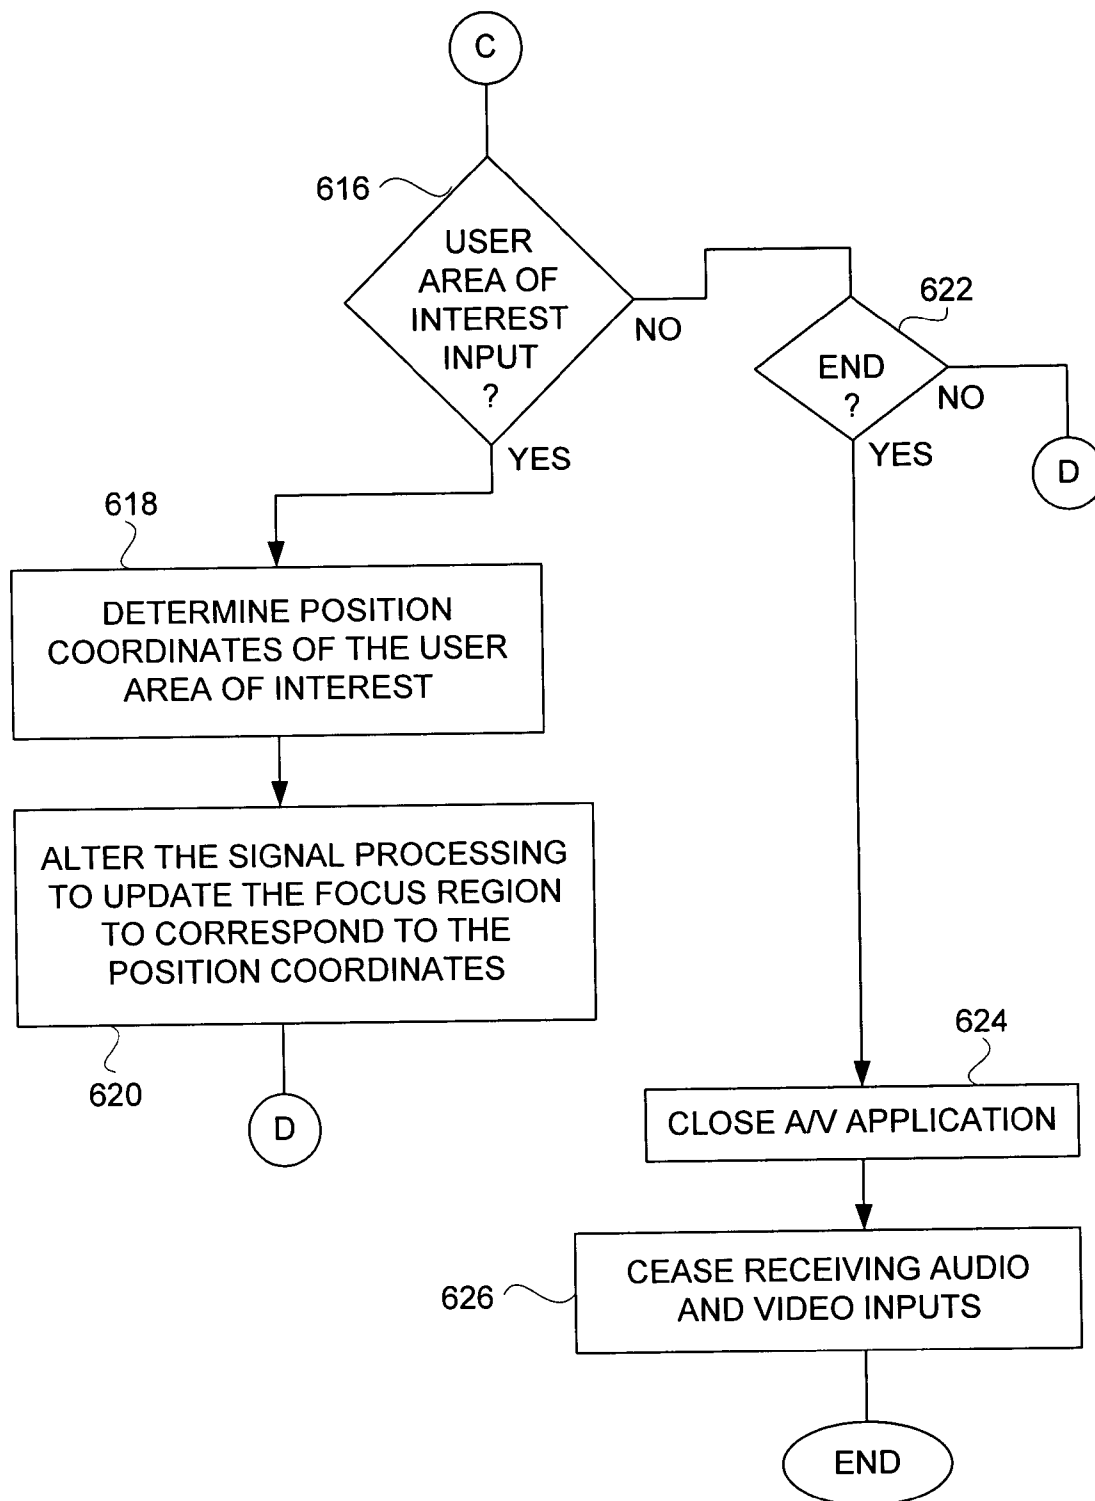 C
616
USER
AREA OF
INTEREST
INPUT
?
NO
YES
622
END
?
NO
YES
D
618
DETERMINE POSITION
COORDINATES OF THE USER
AREA OF INTEREST
ALTER THE SIGNAL PROCESSING
TO UPDATE THE FOCUS REGION
TO CORRESPOND TO THE
POSITION COORDINATES
620
D
624
CLOSE A/V APPLICATION
626
CEASE RECEIVING AUDIO
AND VIDEO INPUTS
END